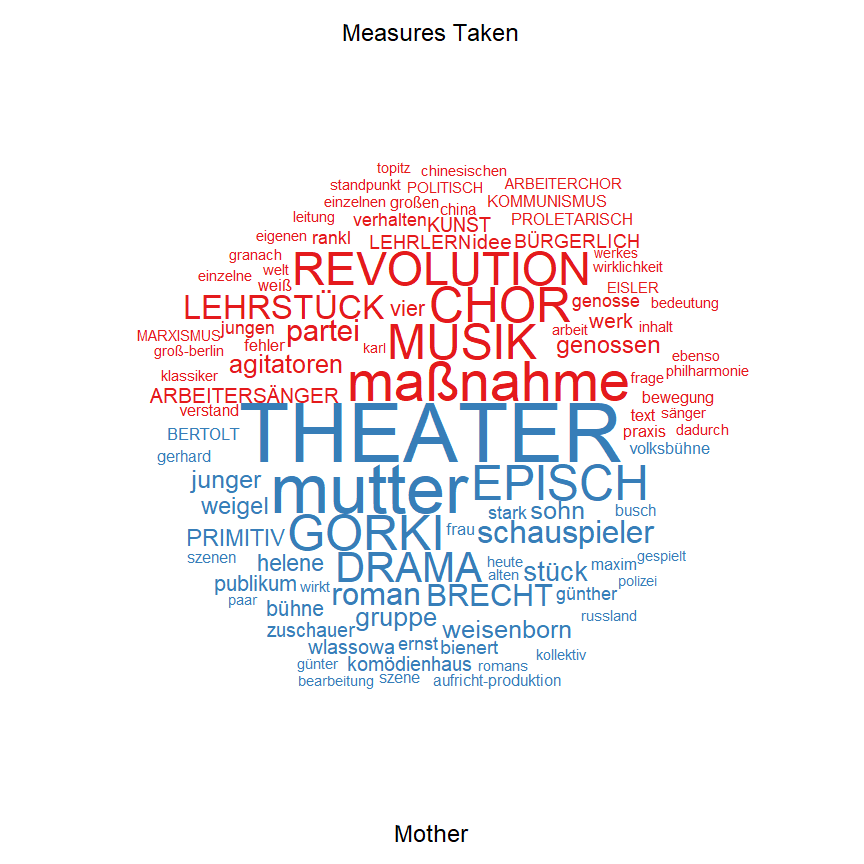 Measures Taken
topitz chinesischen
standpunkt POLITISCH ARBEITERCHOR
einzelnen großen china KOMMUNISMUS
leitung verhalten KUNST PROLETARISCH
eigenen rankl LEHRLERN idee BÜRGERLICH
granach werkes
einzelne welt REVOLUTION wirklichkeit
weiß EISLER
LEHRSTÜCK vier CHOR genosse bedeutung
MARXISMUS jungen partei MUSIK arbeit werk inhalt
groß-berlin fehler karl genossen ebenso
klassiker agitatoren maßnahme frage philharmonie
ARBEITERSÄNGER bewegung
verstand text sänger
BERTOLT THEATER praxis dadurch
gerhard volksbühne
junger mutter EPISCH
weigel stark sohn busch
PRIMITIV GORKI frau schauspieler
szenen helene DRAMA heute stück maxim gespielt
publikum wirkt alten polizei
paar bühne roman BRECHT günther
zuschauer gruppe weisenborn russland
wlassowa ernst bienert kollektiv
günter komödienhaus romans
bearbeitung szene aufricht-produktion
Mother